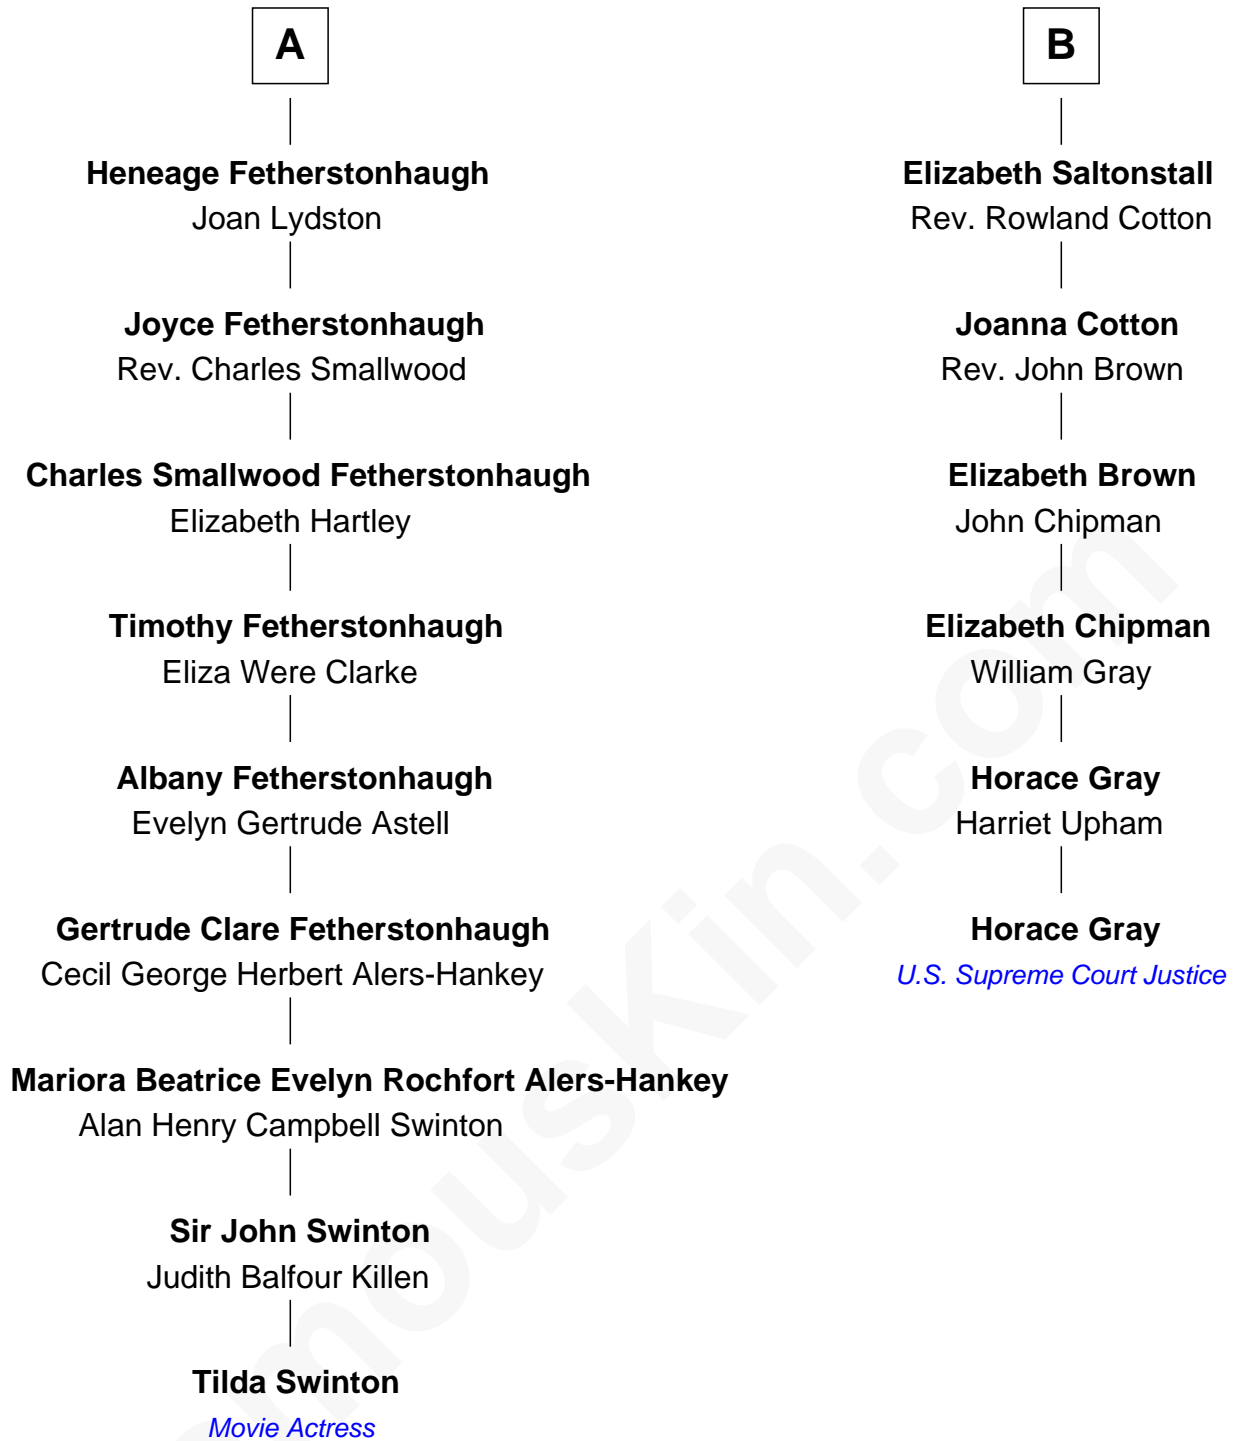 A
Heneage Fetherstonhaugh
Joan Lydston
Joyce Fetherstonhaugh
Rev. Charles Smallwood
Charles Smallwood Fetherstonhaugh
Elizabeth Hartley
Timothy Fetherstonhaugh
Eliza Were Clarke
Albany Fetherstonhaugh
Evelyn Gertrude Astell
Gertrude Clare Fetherstonhaugh
Cecil George Herbert Alers-Hankey
Mariora Beatrice Evelyn Rochfort Alers-Hankey
Alan Henry Campbell Swinton
Sir John Swinton
Judith Balfour Killen
Tilda Swinton
Movie Actress
B
Elizabeth Saltonstall
Rev. Rowland Cotton
Joanna Cotton
Rev. John Brown
Elizabeth Brown
John Chipman
Elizabeth Chipman
William Gray
Horace Gray
Harriet Upham
Horace Gray
U.S. Supreme Court Justice
mouskin.com